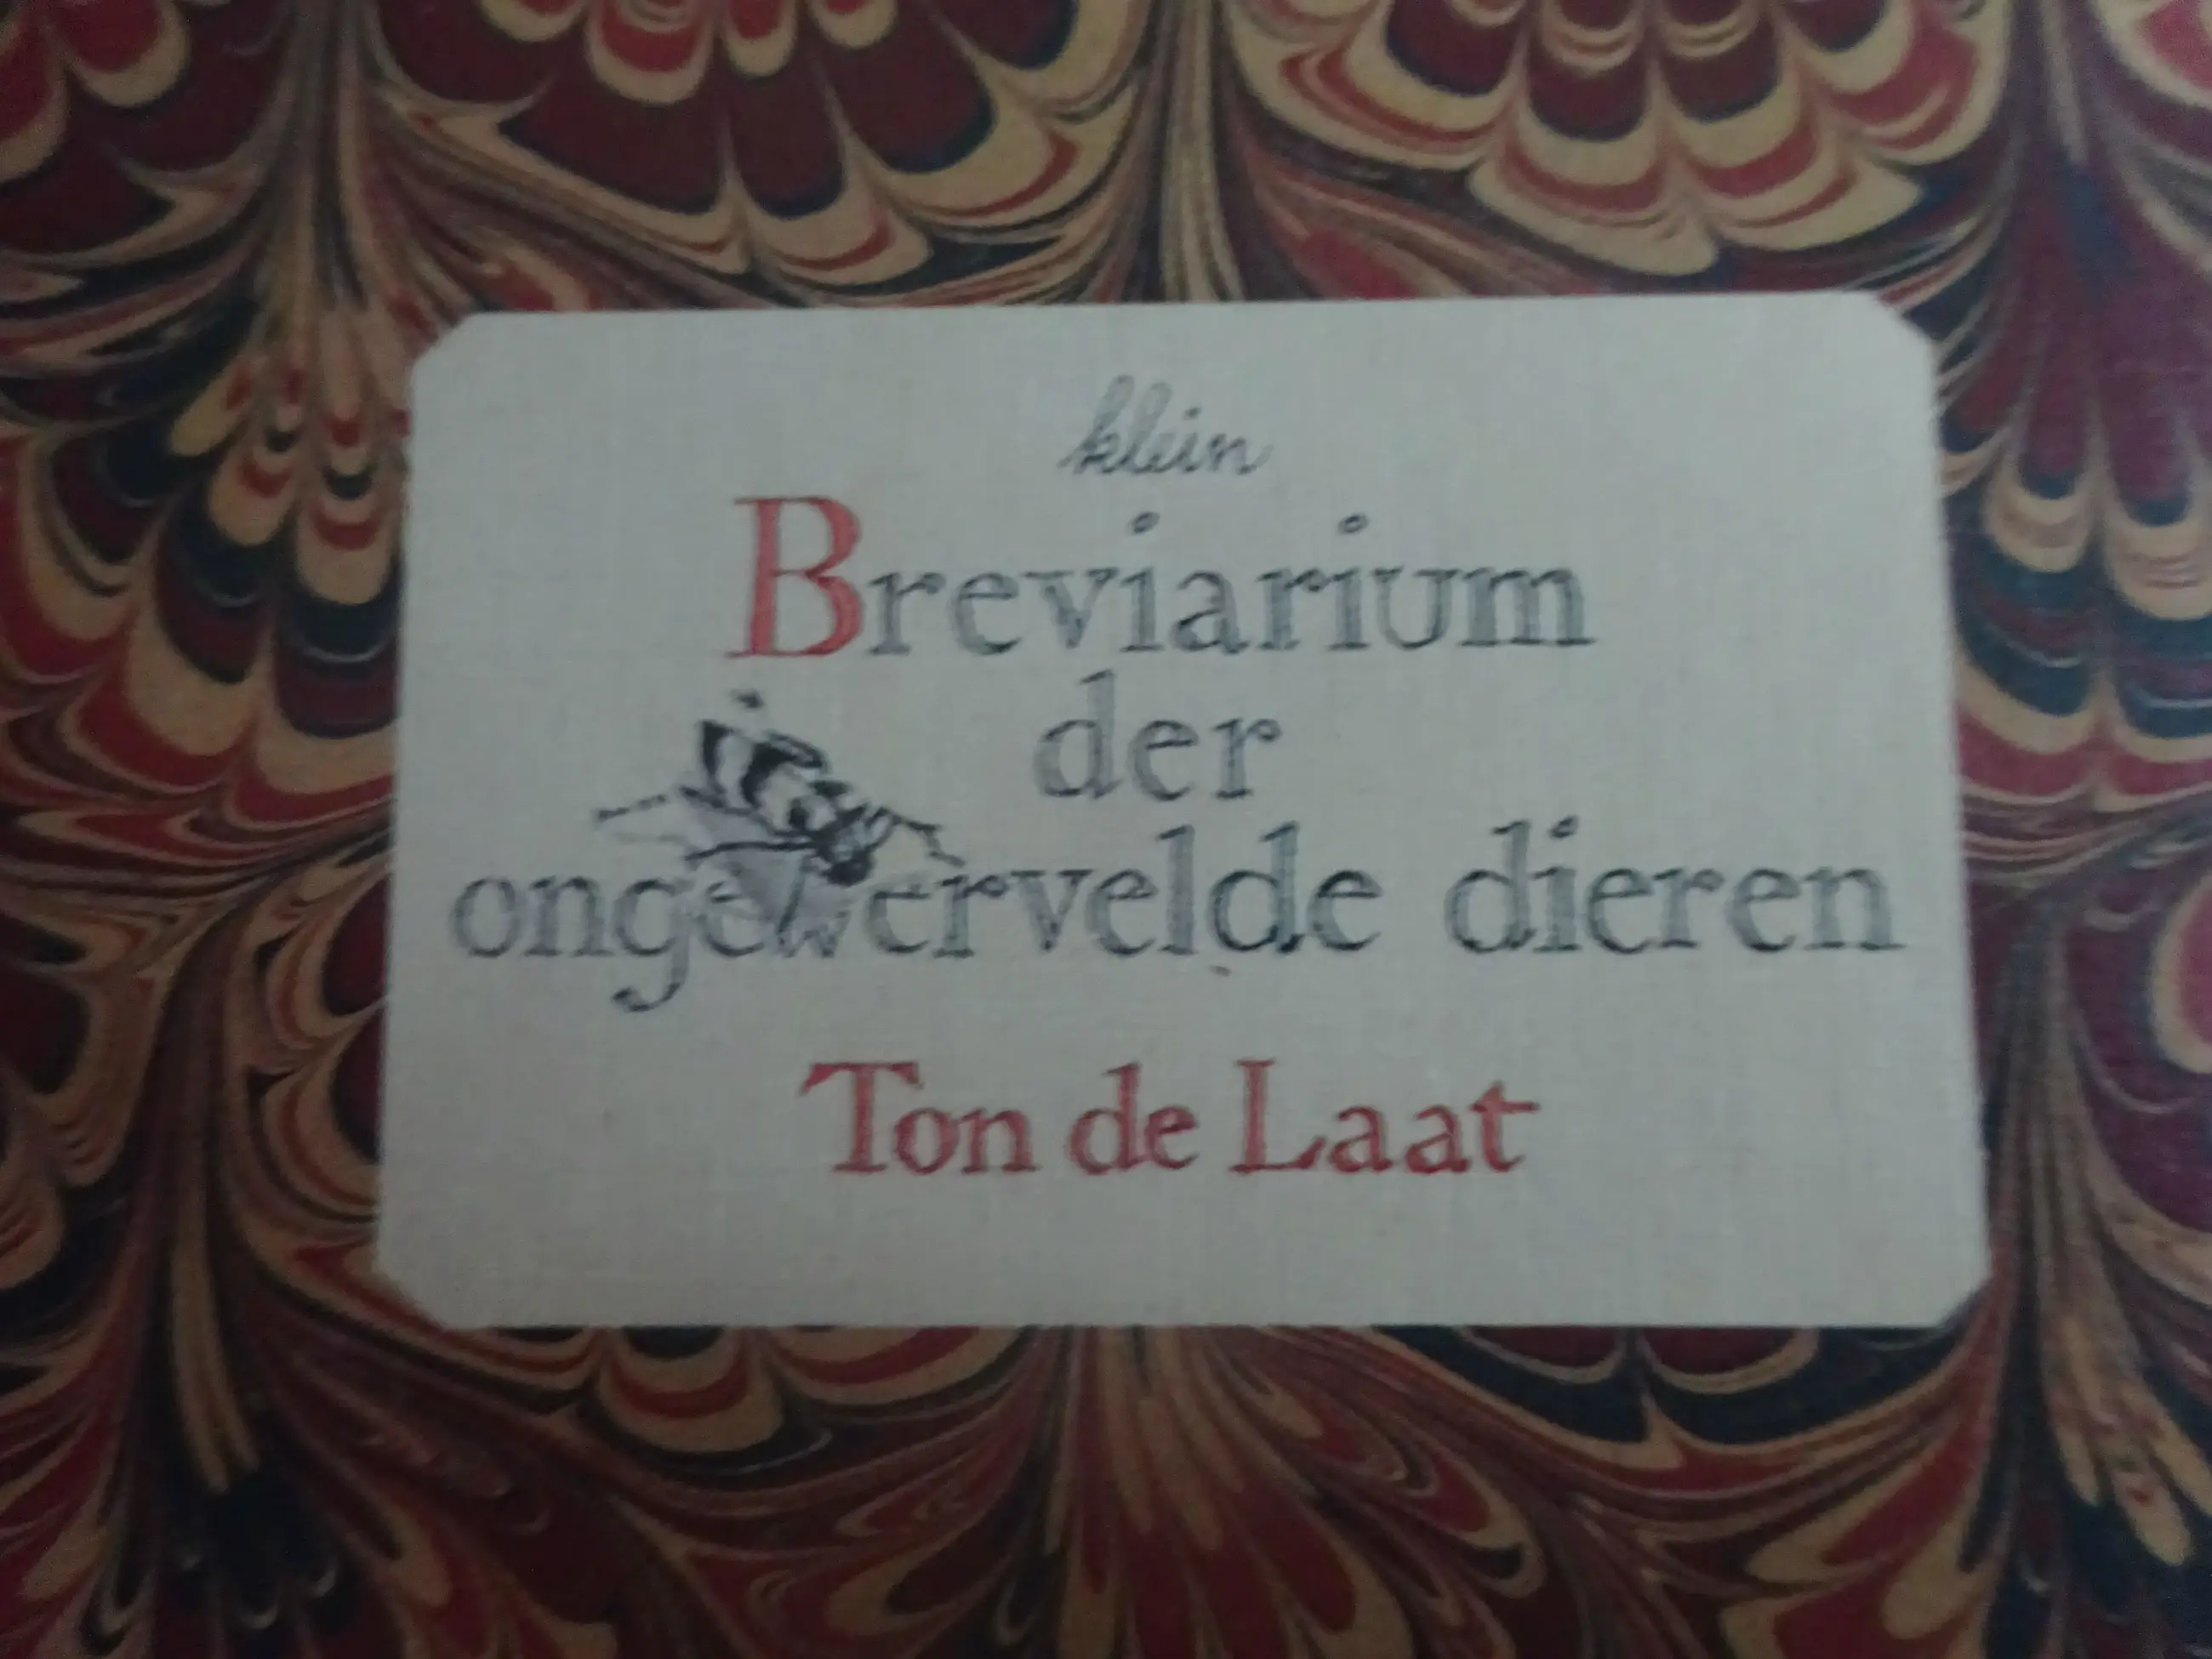 klein
Breviarium
der
ongewervelde dieren
Ton de Laat